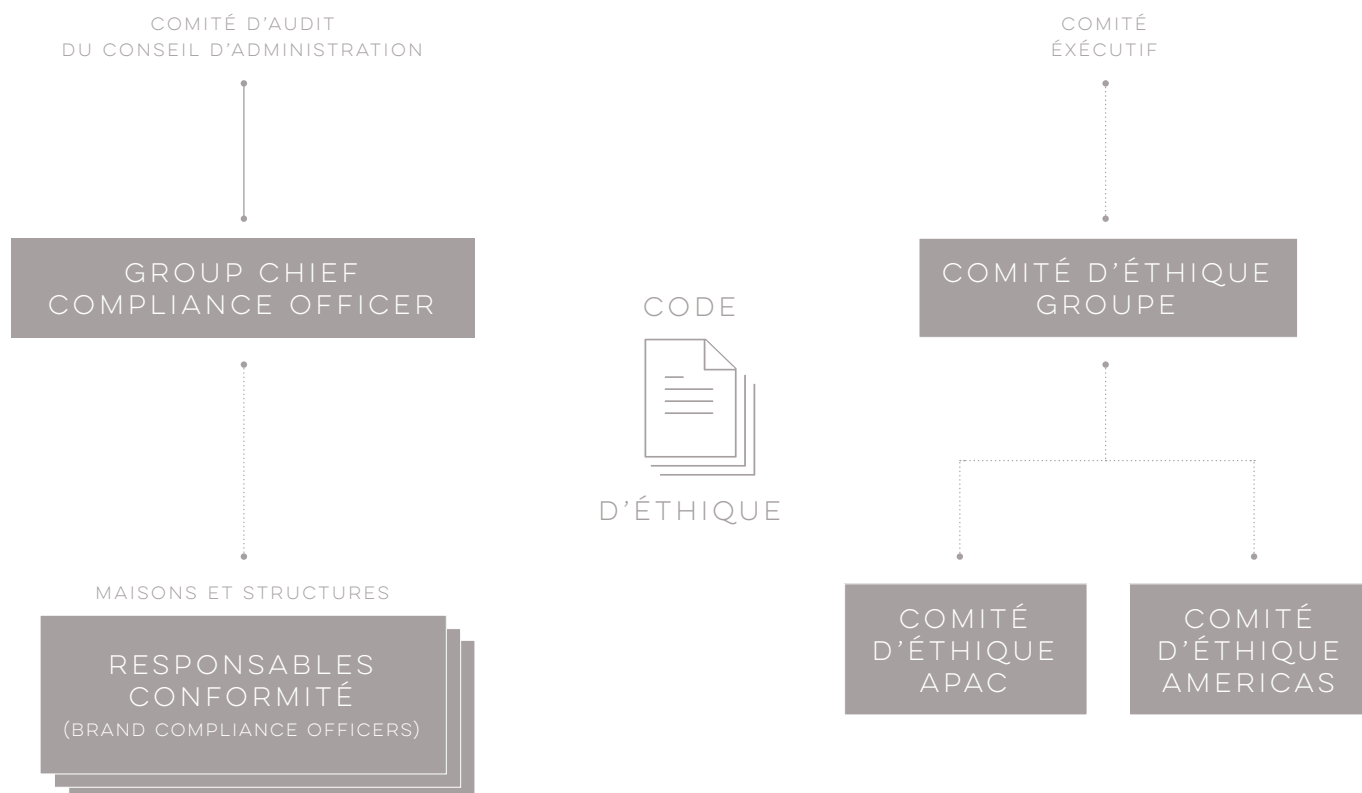 COMITÉ D’AUDIT
DU CONSEIL D’ADMINISTRATION
COMITÉ
ÉXÉCUTIF
GROUP CHIEF
COMPLIANCE OFFICER
CODE
D’ÉTHIQUE
COMITÉ D’ÉTHIQUE
GROUPE
MAISONS ET STRUCTURES
RESPONSABLES
CONFORMITÉ
(BRAND COMPLIANCE OFFICERS)
COMITÉ
D’ÉTHIQUE
APAC
COMITÉ
D’ÉTHIQUE
AMERICAS